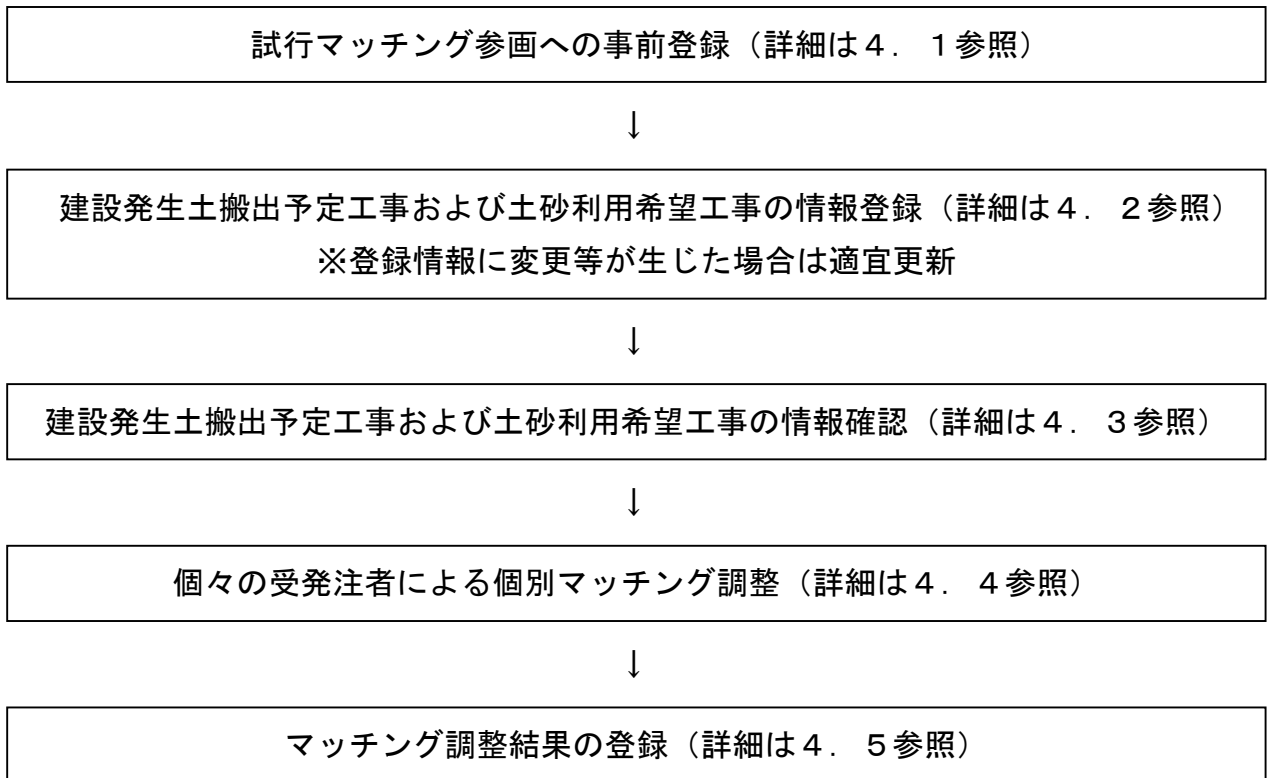 試行マッチング参画への事前登録（詳細は４．１参照）
↓
建設発生土搬出予定工事および土砂利用希望工事の情報登録（詳細は４．２参照）
※登録情報に変更等が生じた場合は適宜更新
↓
建設発生土搬出予定工事および土砂利用希望工事の情報確認（詳細は４．３参照）
↓
個々の受発注者による個別マッチング調整（詳細は４．４参照）
↓
マッチング調整結果の登録（詳細は４．５参照）